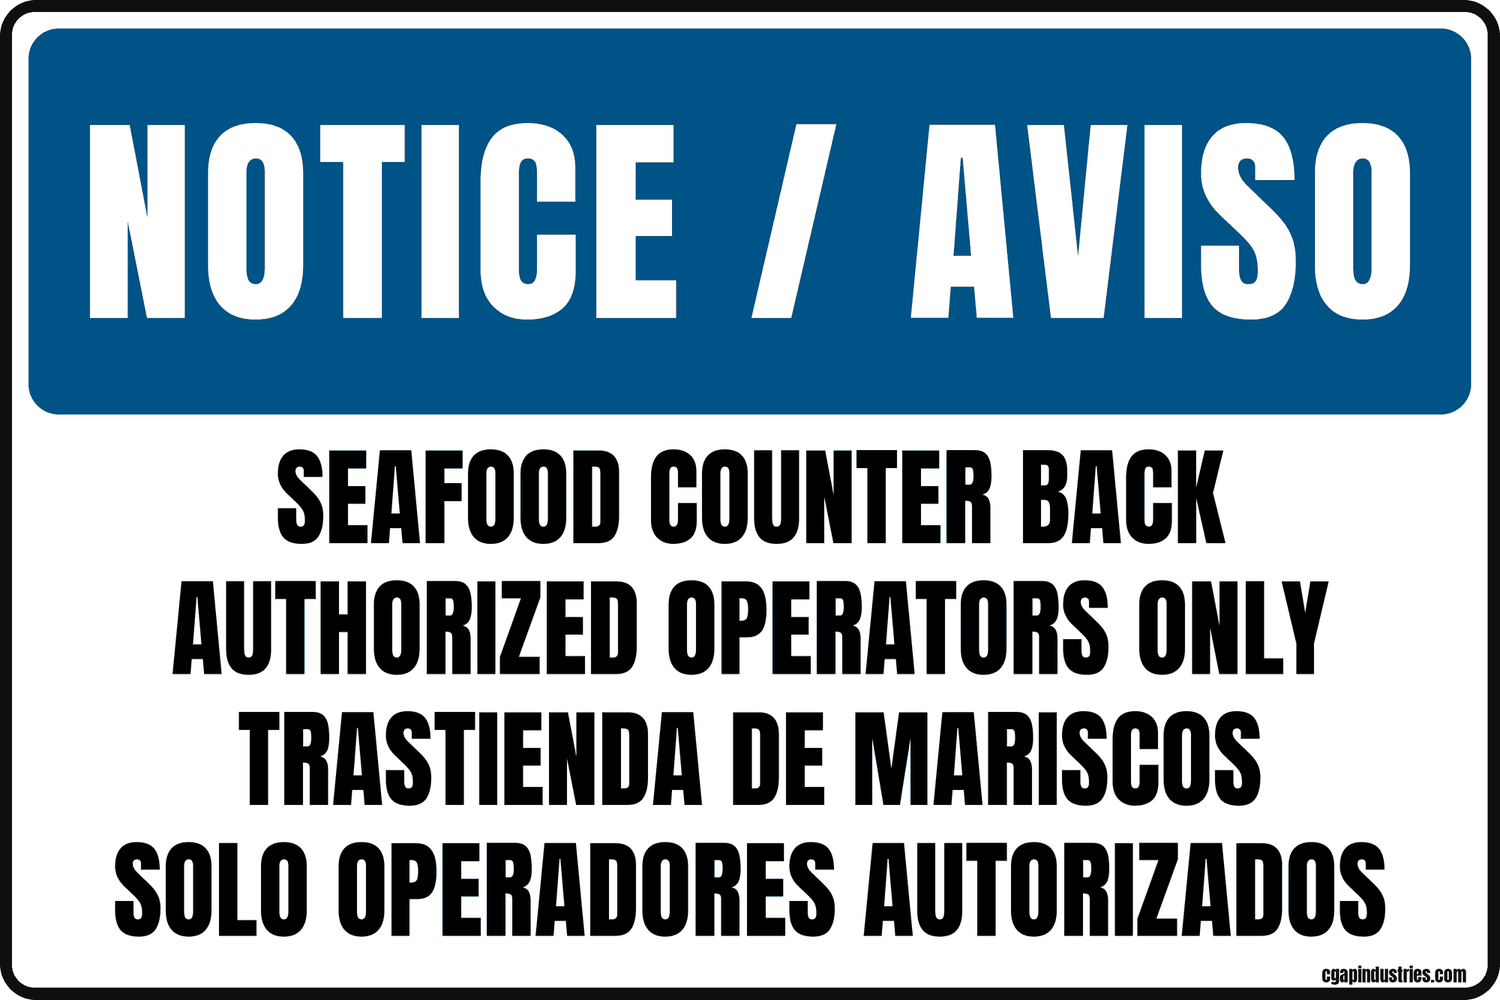 NOTICE / AVISO
SEAFOOD COUNTER BACK
AUTHORIZED OPERATORS ONLY
TRASTIENDA DE MARISCOS
SOLO OPERADORES AUTORIZADOS
cgapindustries.com